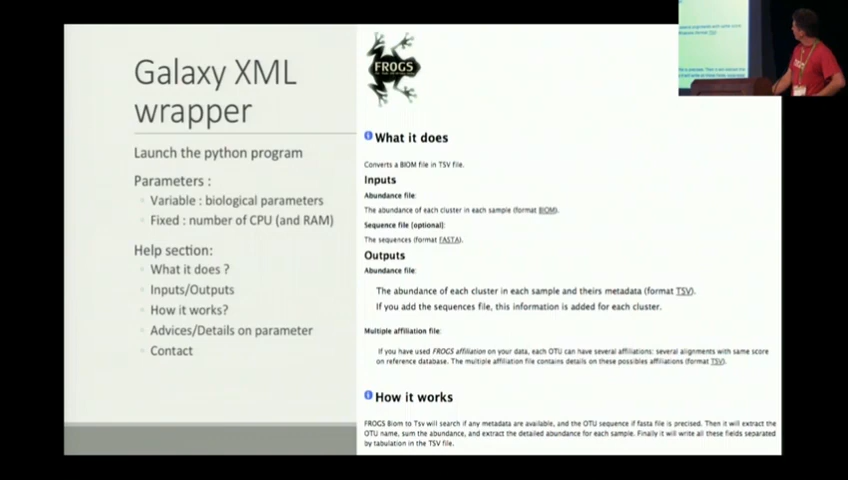 Galaxy XML
wrapper
Launch the python program
Parameters :
Variable : biological parameters
Fixed : number of CPU (and RAM)
Help section:
What it does ?
Inputs/Outputs
How it works?
Advices/Details on parameter
Contact
FROGS
What it does
Converts a BIOM file in TSV file.
Inputs
Abundance file:
The abundance of each cluster in each sample (format BIOM).
Sequence file [optional]:
The sequences (format FASTA).
Outputs
Abundance file:
The abundance of each cluster in each sample and theirs metadata (format TSV).
If you add the sequences file, this information is added for each cluster.
Multiple affiliation file:
If you have used FROGS affiliation on your data, each OTU can have several affiliations: several alignments with same score
on reference database. The multiple affiliation file contains details on these possibles affiliations (format TSV).
How it works
FROGS Biom to Tsv will search if any metadata are available, and the OTU sequence if fasta file is precised. Then it will extract the
OTU name, sum the abundance, and extract the detailed abundance for each sample. Finally it will write all these fields separated
by tabulation in the TSV file.